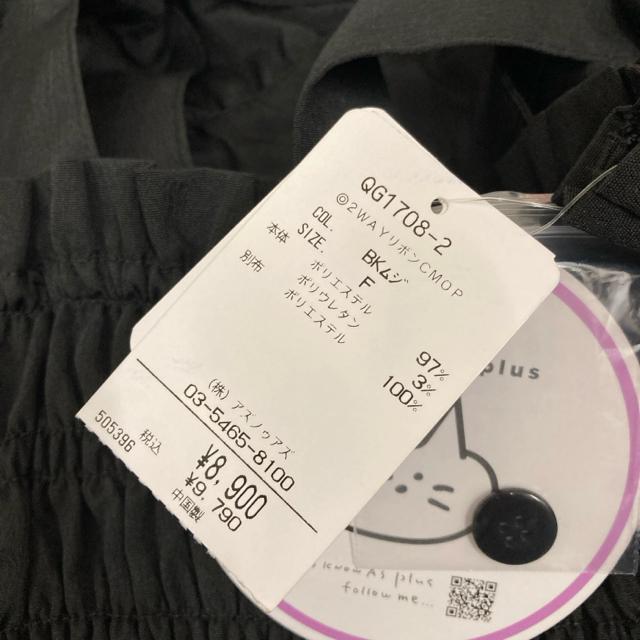 QG1708-2
©2WAYリボンCMOP
COL. BKムジ
SIZE. F
本体 ポリエステル 97%
ポリウレタン 3%
別布 ポリエステル 100%
(株) アズノゥアズ
03-5465-8100
¥8,900
505396 税込 ¥9,790
中国製
plus
know As plus
follow me...